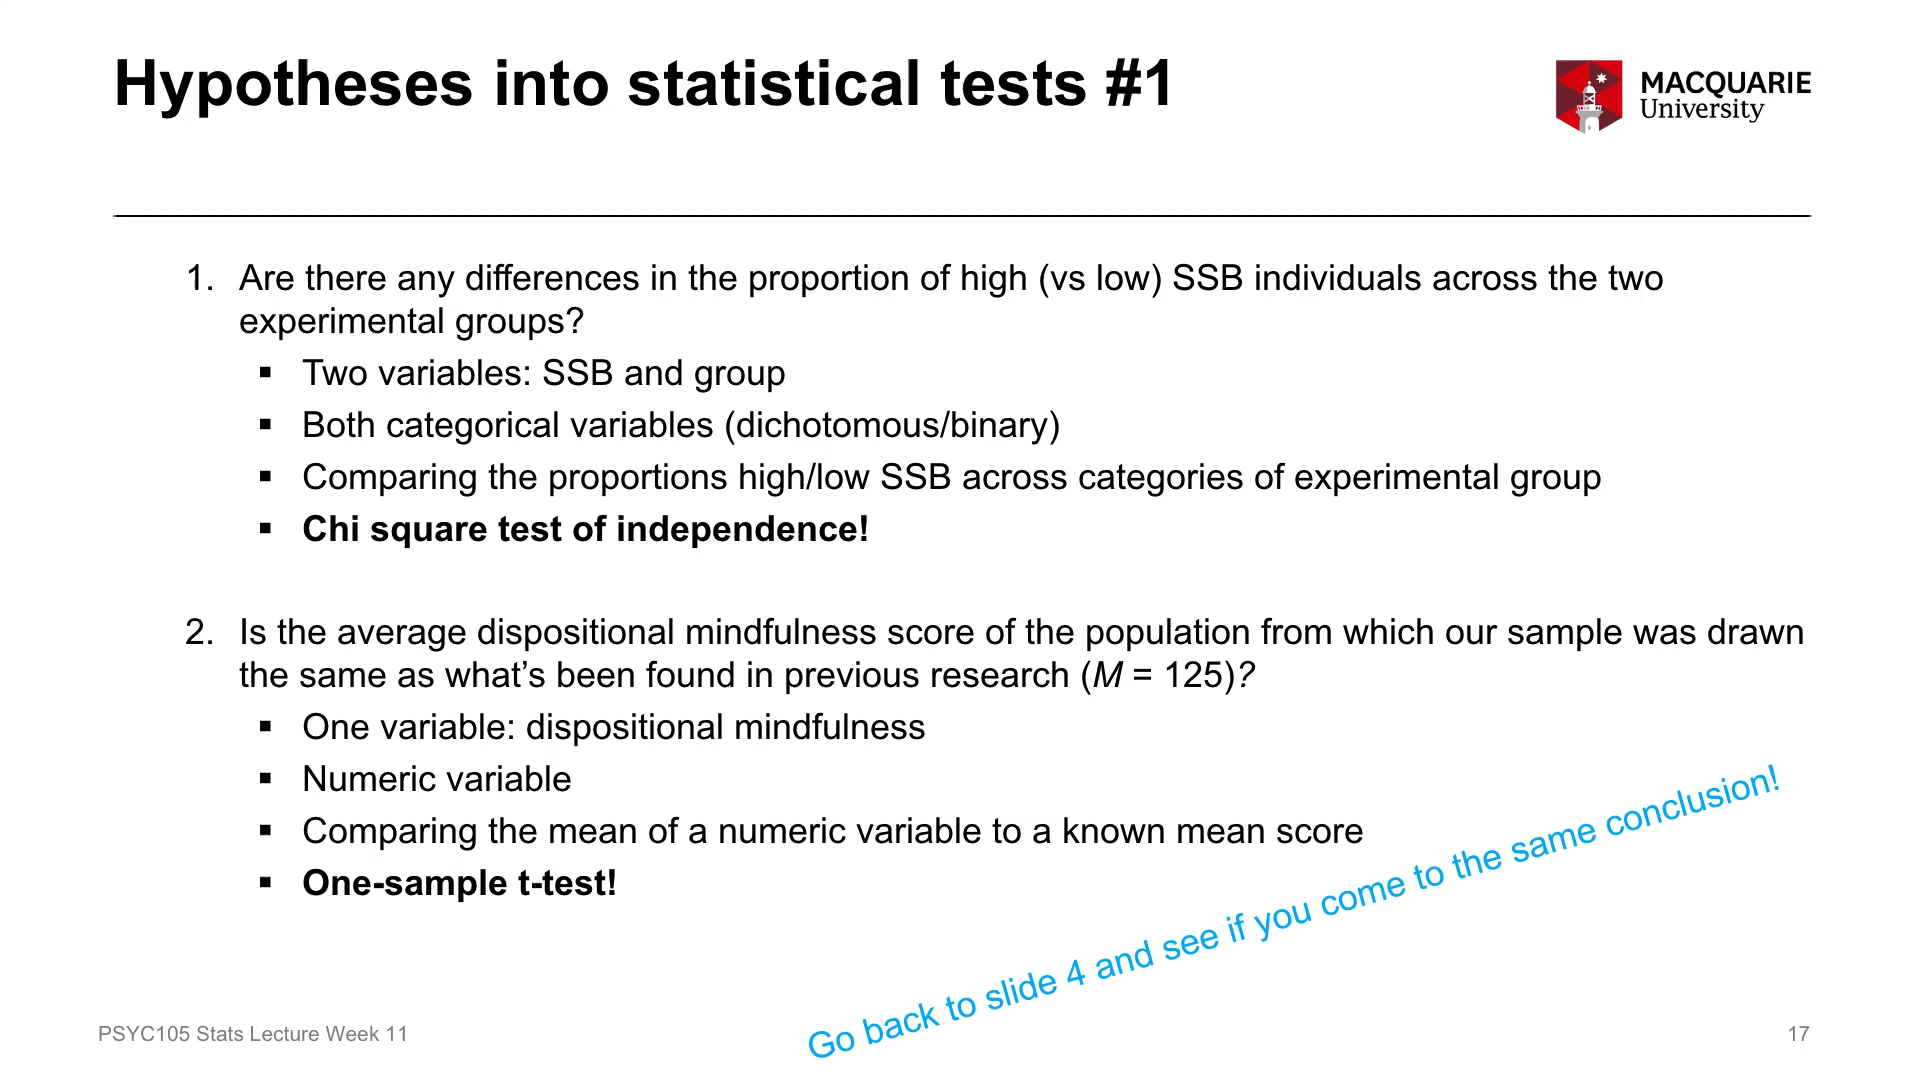 Hypotheses into statistical tests #1
MACQUARIE
University
1. Are there any differences in the proportion of high (vs low) SSB individuals across the two
experimental groups?
▪ Two variables: SSB and group
▪ Both categorical variables (dichotomous/binary)
▪ Comparing the proportions high/low SSB across categories of experimental group
▪ Chi square test of independence!
2. Is the average dispositional mindfulness score of the population from which our sample was drawn
the same as what’s been found in previous research (M = 125)?
▪ One variable: dispositional mindfulness
▪ Numeric variable
▪ Comparing the mean of a numeric variable to a known mean score
▪ One-sample t-test!
Go back to slide 4 and see if you come to the same conclusion!
PSYC105 Stats Lecture Week 11
17